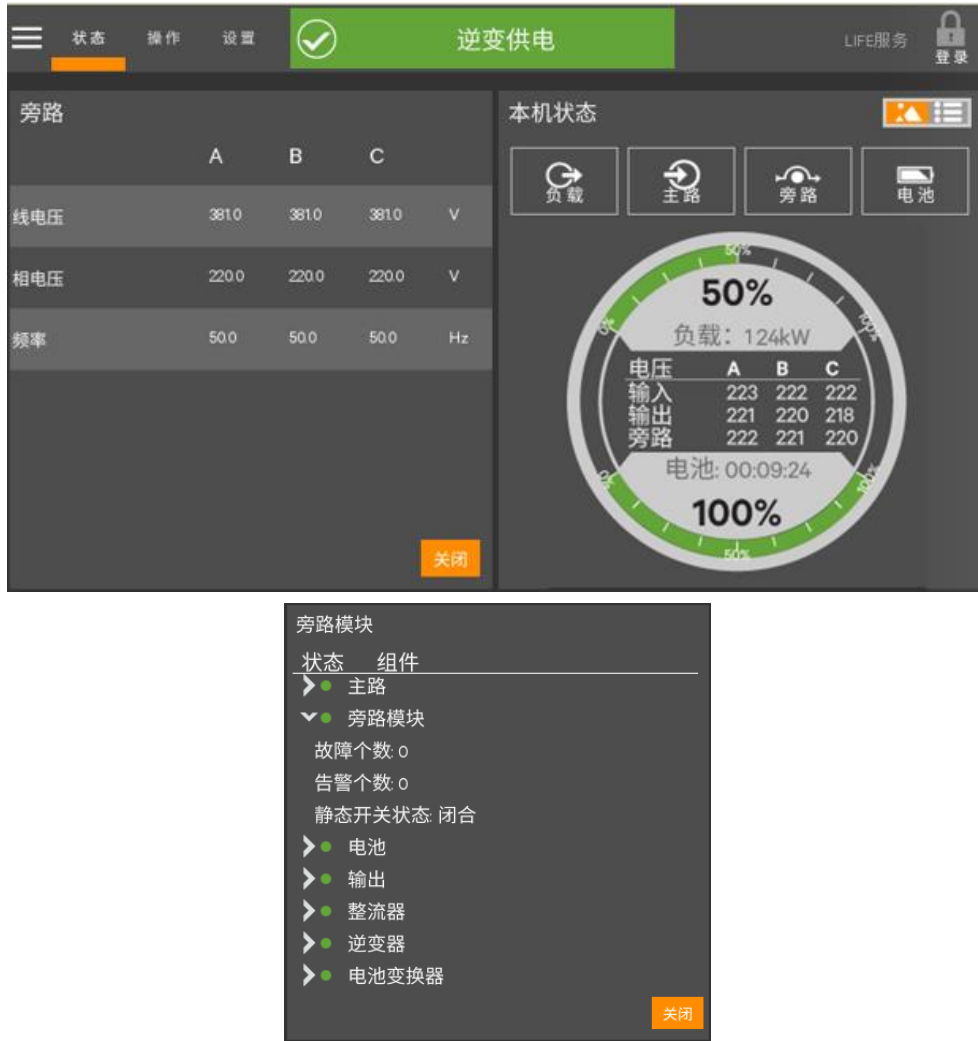 状态 操作 设置 逆变供电 LIFE服务 登录
旁路
A B C
线电压 381.0 381.0 381.0 V
相电压 220.0 220.0 220.0 V
频率 50.0 50.0 50.0 Hz
关闭
本机状态
负载 主路 旁路 电池
50%
0% 100%
50%
负载: 124kW
电压 A B C
输入 223 222 222
输出 221 220 218
旁路 222 221 220
电池: 00:09:24
0% 100%
100%
50%
旁路模块
状态 组件
主路
旁路模块
故障个数: 0
告警个数: 0
静态开关状态: 闭合
电池
输出
整流器
逆变器
电池变换器
关闭